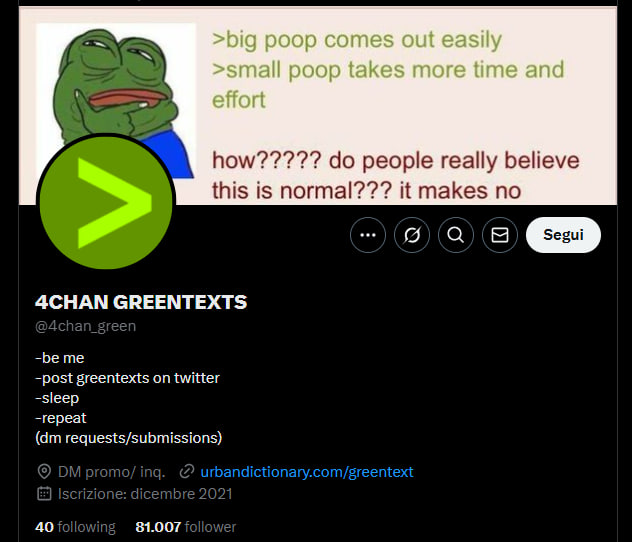 >big poop comes out easily
>small poop takes more time and
effort
how????? do people really believe
this is normal??? it makes no
Segui
4CHAN GREENTEXTS
@4chan_green
-be me
-post greentexts on twitter
-sleep
-repeat
(dm requests/submissions)
DM promo/ inq. urbandictionary.com/greentext
Iscrizione: dicembre 2021
40 following 81.007 follower